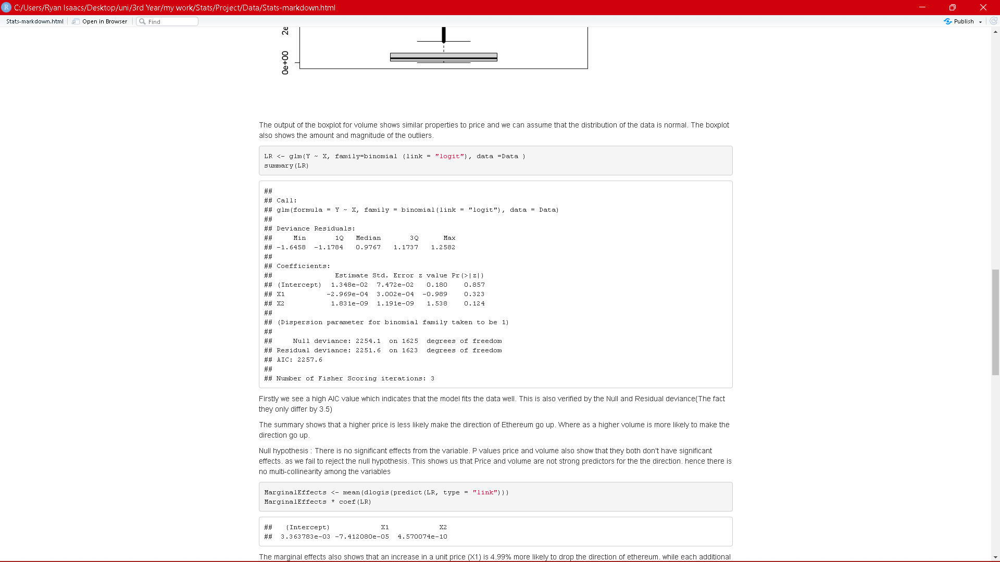 R C:/Users/Ryan Isaacs/Desktop/uni/3rd Year/my work/Stats/Project/Data/Stats-markdown.html
Stats-markdown.html Open in Browser Find Publish
2e
0e+00
The output of the boxplot for volume shows similar properties to price and we can assume that the distribution of the data is normal. The boxplot
also shows the amount and magnitude of the outliers.
LR <- glm(Y ~ X, family=binomial (link = "logit"), data =Data )
summary(LR)
##
## Call:
## glm(formula = Y ~ X, family = binomial(link = "logit"), data = Data)
##
## Deviance Residuals:
##     Min       1Q   Median       3Q      Max
## -1.6458  -1.1784   0.9767   1.1737   1.2582
##
## Coefficients:
##               Estimate Std. Error z value Pr(>|z|)
## (Intercept)  1.348e-02  7.472e-02   0.180    0.857
## X1          -2.969e-04  3.002e-04  -0.989    0.323
## X2           1.831e-09  1.191e-09   1.538    0.124
##
## (Dispersion parameter for binomial family taken to be 1)
##
##     Null deviance: 2254.1  on 1625  degrees of freedom
## Residual deviance: 2251.6  on 1623  degrees of freedom
## AIC: 2257.6
##
## Number of Fisher Scoring iterations: 3
Firstly we see a high AIC value which indicates that the model fits the data well. This is also verified by the Null and Residual deviance(The fact
they only differ by 3.5)
The summary shows that a higher price is less likely make the direction of Ethereum go up. Where as a higher volume is more likely to make the
direction go up.
Null hypothesis : There is no significant effects from the variable. P values price and volume also show that they both don't have significant
effects. as we fail to reject the null hypothesis. This shows us that Price and volume are not strong predictors for the the direction. hence there is
no multi-collinearity among the variables
MarginalEffects <- mean(dlogis(predict(LR, type = "link")))
MarginalEffects * coef(LR)
##   (Intercept)            X1            X2
##  3.363783e-03 -7.412080e-05  4.570074e-10
The marginal effects also shows that an increase in a unit price (X1) is 4.99% more likely to drop the direction of ethereum. while each additional